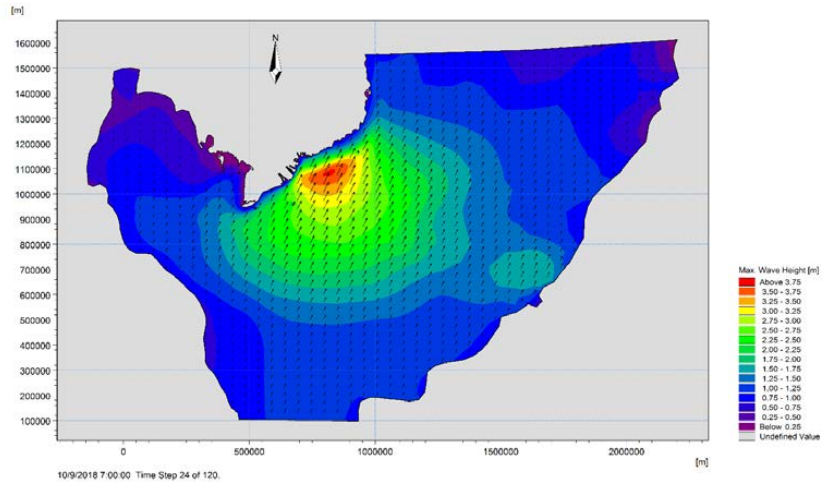 [m]
N
1600000
1500000
1400000
1300000
1200000
1100000
1000000
900000
800000
700000
600000
500000
400000
300000
200000
100000
0 500000 1000000 1500000 2000000
[m]
Max. Wave Height [m]
Above 3.75
3.50 - 3.75
3.25 - 3.50
3.00 - 3.25
2.75 - 3.00
2.50 - 2.75
2.25 - 2.50
2.00 - 2.25
1.75 - 2.00
1.50 - 1.75
1.25 - 1.50
1.00 - 1.25
0.75 - 1.00
0.50 - 0.75
0.25 - 0.50
Below 0.25
Undefined Value
10/9/2018 7:00:00 Time Step 24 of 120.